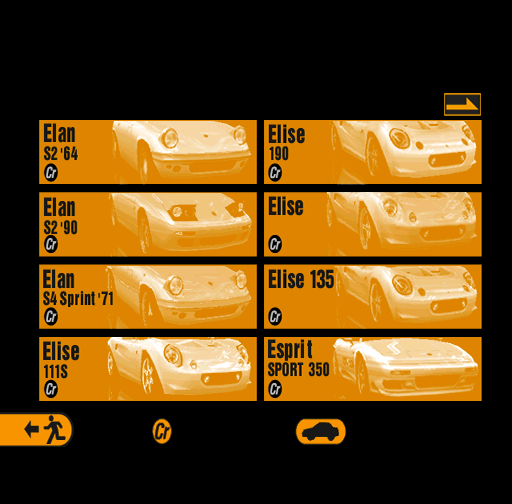 Elan
S2 '64
Cr
Elise
190
Cr
Elan
S2 '90
Cr
Elise
Cr
Elan
S4 Sprint '71
Cr
Elise 135
Cr
Elise
111S
Cr
Esprit
SPORT 350
Cr
Cr